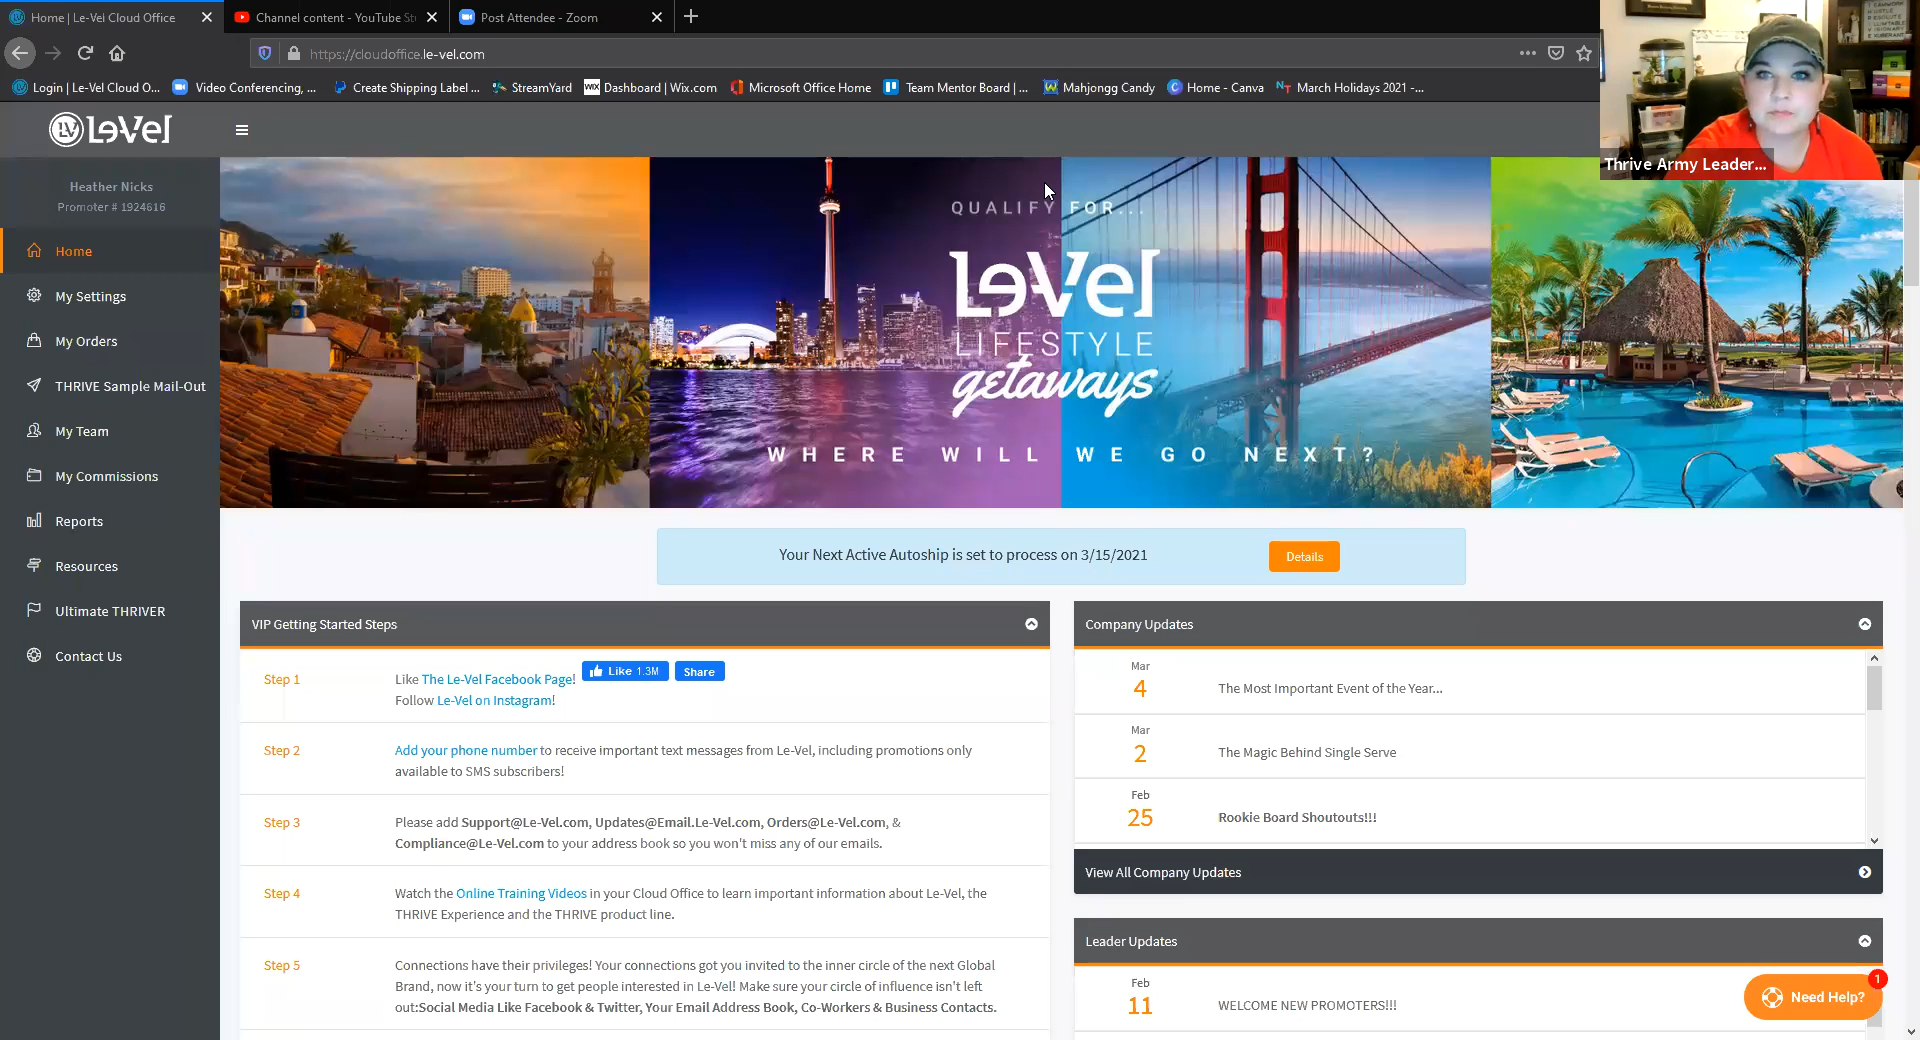 Home | Le-Vel Cloud Office
Channel content - YouTube St
Post Attendee - Zoom
https://cloudoffice.le-vel.com
Login | Le-Vel Cloud O...
Video Conferencing, ...
Create Shipping Label ...
StreamYard
WIX Dashboard | Wix.com
Microsoft Office Home
Team Mentor Board | ...
Mahjongg Candy
Home - Canva
NT March Holidays 2021 -...
LV Le-Vel
Thrive Army Leader...
Heather Nicks
Promoter # 1924616
Home
My Settings
My Orders
THRIVE Sample Mail-Out
My Team
My Commissions
Reports
Resources
Ultimate THRIVER
Contact Us
QUALIFY FOR...
Le-Vel
LIFESTYLE
getaways
WHERE WILL WE GO NEXT?
Your Next Active Autoship is set to process on 3/15/2021
Details
VIP Getting Started Steps
Step 1
Like The Le-Vel Facebook Page! Like 1.3M Share
Follow Le-Vel on Instagram!
Step 2
Add your phone number to receive important text messages from Le-Vel, including promotions only
available to SMS subscribers!
Step 3
Please add Support@Le-Vel.com, Updates@Email.Le-Vel.com, Orders@Le-Vel.com, &
Compliance@Le-Vel.com to your address book so you won't miss any of our emails.
Step 4
Watch the Online Training Videos in your Cloud Office to learn important information about Le-Vel, the
THRIVE Experience and the THRIVE product line.
Step 5
Connections have their privileges! Your connections got you invited to the inner circle of the next Global
Brand, now it's your turn to get people interested in Le-Vel! Make sure your circle of influence isn't left
out:Social Media Like Facebook & Twitter, Your Email Address Book, Co-Workers & Business Contacts.
Company Updates
Mar
4
The Most Important Event of the Year...
Mar
2
The Magic Behind Single Serve
Feb
25
Rookie Board Shoutouts!!!
View All Company Updates
Leader Updates
Feb
11
WELCOME NEW PROMOTERS!!!
Need Help?
1